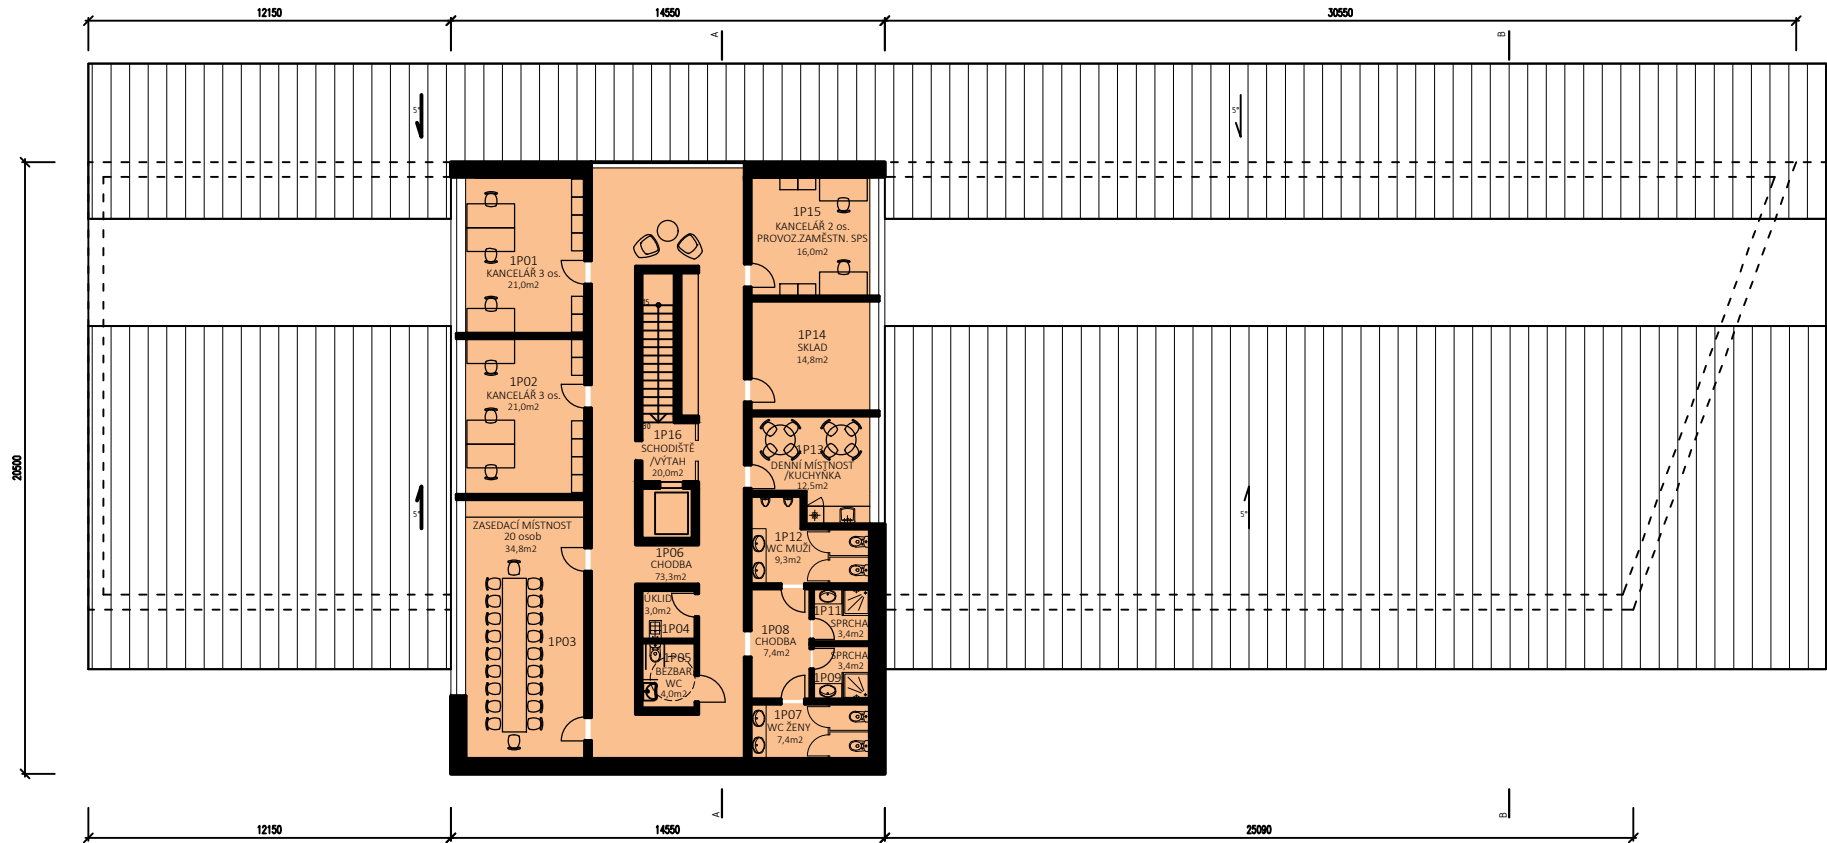 12150
14550
30550
A
B
5°
5°
20500
1P01
KANCELÁŘ 3 os.
21,0m2
1P15
KANCELÁŘ 2 os.
PROVOZ.ZAMĚSTN. SPS
16,0m2
1P14
SKLAD
14,8m2
1P02
KANCELÁŘ 3 os.
21,0m2
1P16
SCHODIŠTĚ
/VÝTAH
20,0m2
1P13
DENNÍ MÍSTNOST
/KUCHYŇKA
12,5m2
5°
5°
ZASEDACÍ MÍSTNOST
20 osob
34,8m2
1P03
1P06
CHODBA
73,3m2
1P12
WC MUŽI
9,3m2
ÚKLID
3,0m2
1P04
1P05
BEZBAR.
WC
4,0m2
1P08
CHODBA
7,4m2
1P11
SPRCHA
3,4m2
SPRCHA
3,4m2
1P09
1P07
WC ŽENY
7,4m2
A
B
12150
14550
25090